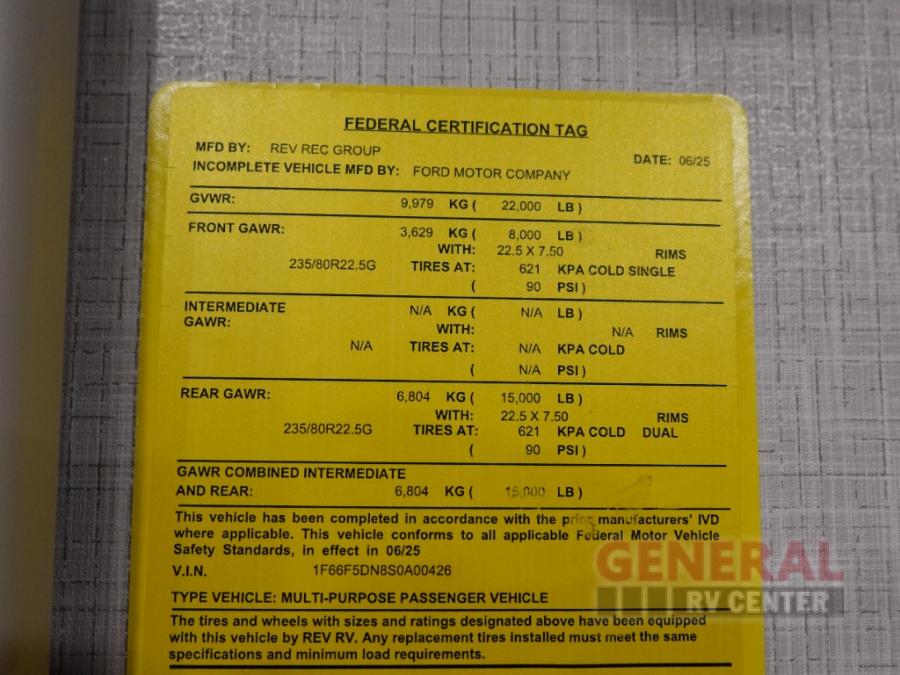 FEDERAL CERTIFICATION TAG
MFD BY: REV REC GROUP DATE: 06/25
INCOMPLETE VEHICLE MFD BY: FORD MOTOR COMPANY
GVWR: 9,979 KG ( 22,000 LB )
FRONT GAWR: 3,629 KG ( 8,000 LB )
WITH: 22.5 X 7.50 RIMS
235/80R22.5G TIRES AT: 621 KPA COLD SINGLE
( 90 PSI )
INTERMEDIATE N/A KG ( N/A LB )
GAWR: WITH: N/A RIMS
N/A TIRES AT: N/A KPA COLD
( N/A PSI )
REAR GAWR: 6,804 KG ( 15,000 LB )
WITH: 22.5 X 7.50 RIMS
235/80R22.5G TIRES AT: 621 KPA COLD DUAL
( 90 PSI )
GAWR COMBINED INTERMEDIATE
AND REAR: 6,804 KG ( 15,000 LB )
This vehicle has been completed in accordance with the prior manufacturers' IVD
where applicable. This vehicle conforms to all applicable Federal Motor Vehicle
Safety Standards, in effect in 06/25
V.I.N. 1F66F5DN8S0A00426
TYPE VEHICLE: MULTI-PURPOSE PASSENGER VEHICLE
The tires and wheels with sizes and ratings designated above have been equipped
with this vehicle by REV RV. Any replacement tires installed must meet the same
specifications and minimum load requirements.
GENERAL
RV CENTER